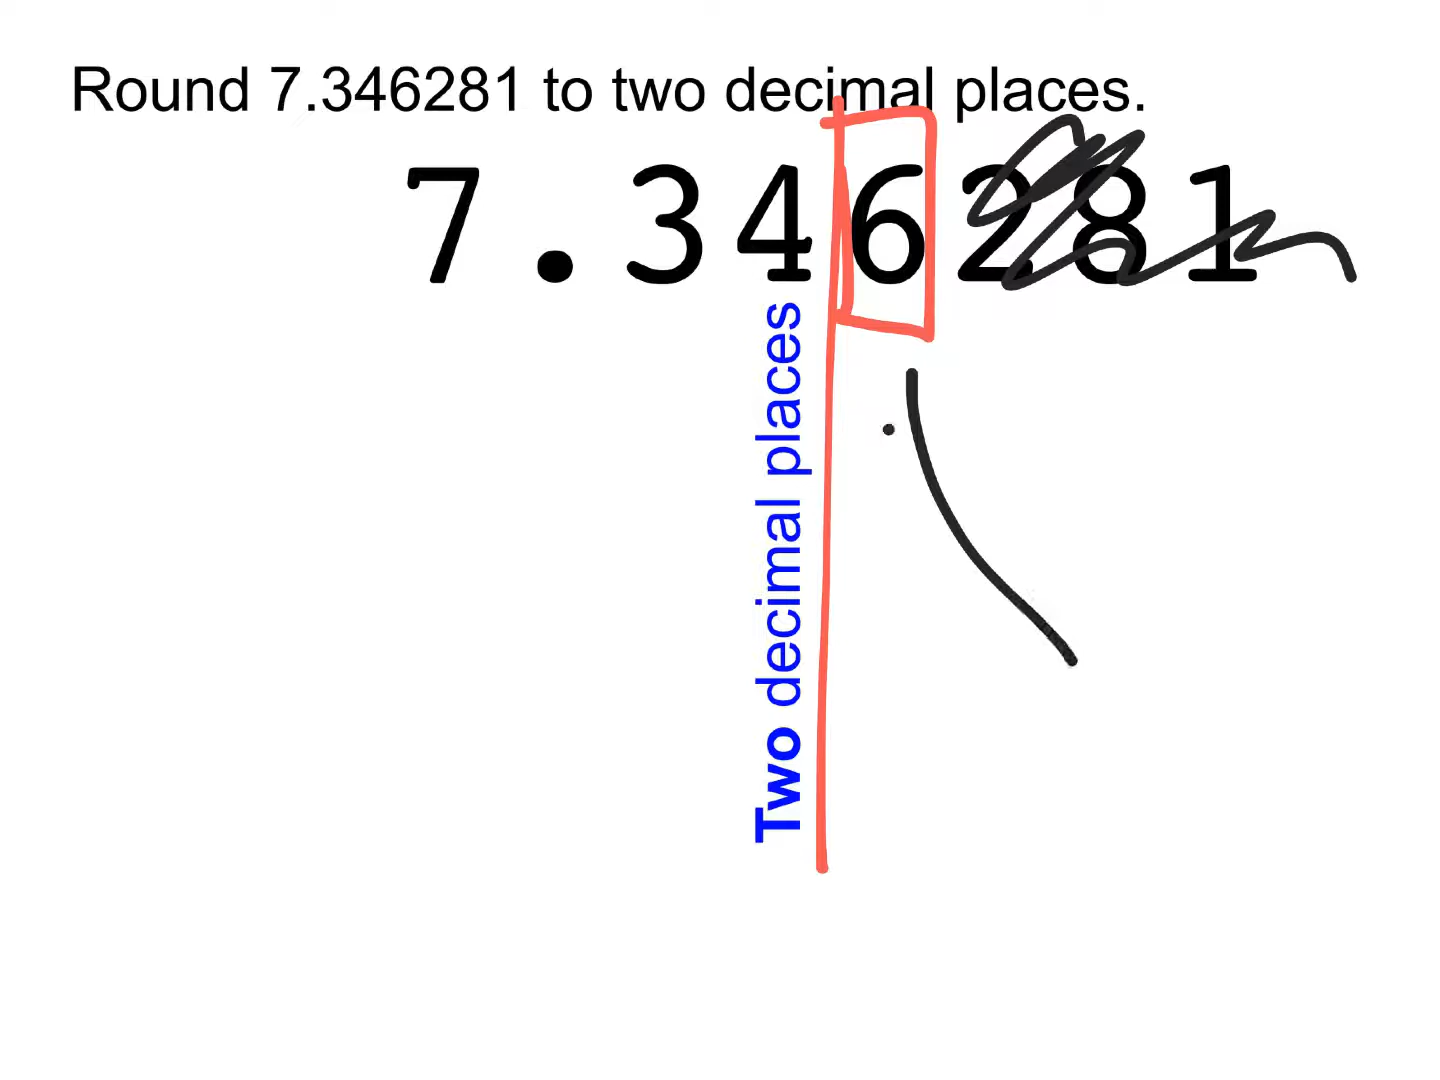 Round 7.346281 to two decimal places.
7.346281
Two decimal places